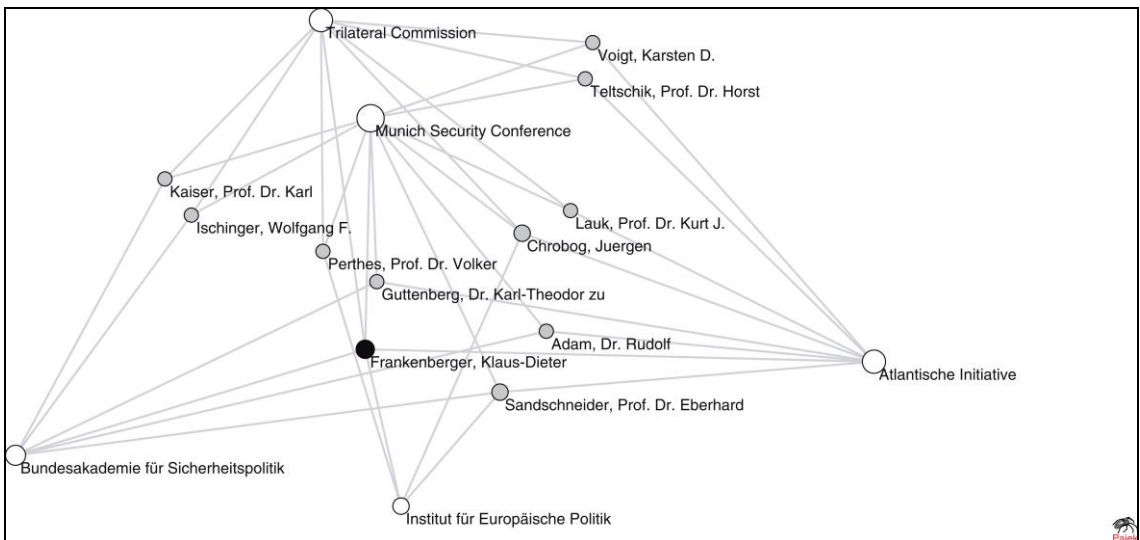 Trilateral Commission
Voigt, Karsten D.
Teltschik, Prof. Dr. Horst
Munich Security Conference
Kaiser, Prof. Dr. Karl
Ischinger, Wolfgang F.
Lauk, Prof. Dr. Kurt J.
Chrobog, Juergen
Perthes, Prof. Dr. Volker
Guttenberg, Dr. Karl-Theodor zu
Adam, Dr. Rudolf
Frankenberger, Klaus-Dieter
Atlantische Initiative
Sandschneider, Prof. Dr. Eberhard
Bundesakademie für Sicherheitspolitik
Institut für Europäische Politik
Pajek